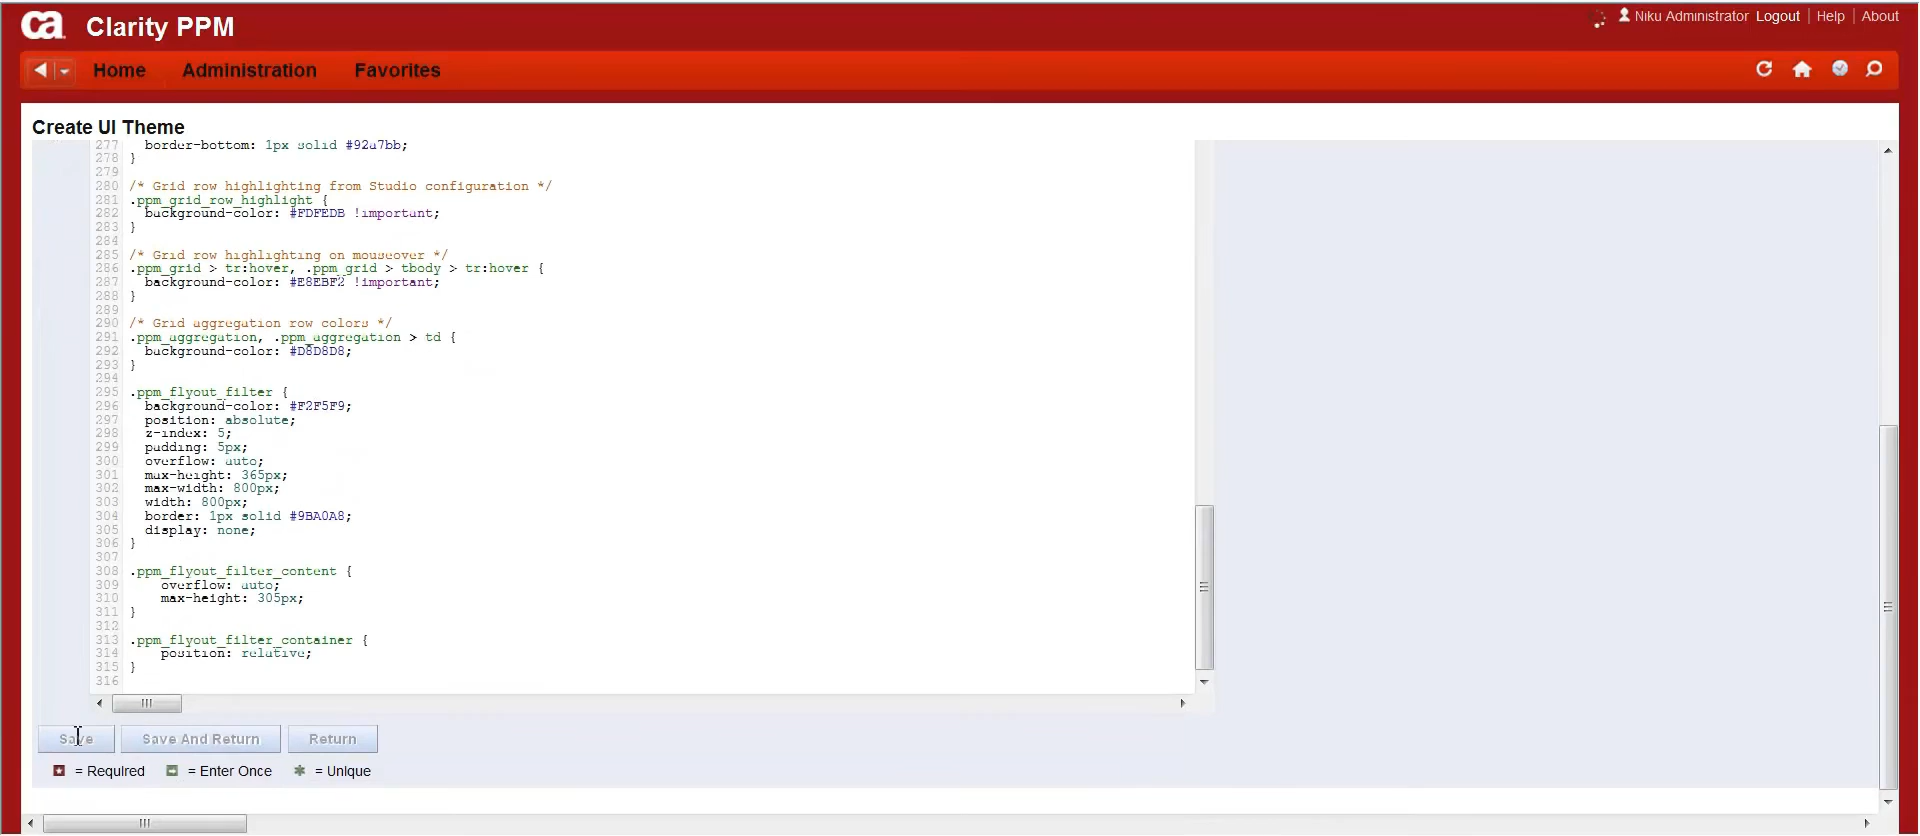 ca Clarity PPM
Niku Administrator Logout | Help | About
Home Administration Favorites
Create UI Theme
277 border-bottom: 1px solid #92a7bb;
278 }
279
280 /* Grid row highlighting from Studio configuration */
281 .ppm_grid_row_highlight {
282 background-color: #FDFEDB !important;
283 }
284
285 /* Grid row highlighting on mouseover */
286 .ppm_grid > tr:hover, .ppm_grid > tbody > tr:hover {
287 background-color: #E8EBF2 !important;
288 }
289
290 /* Grid aggregation row colors */
291 .ppm_aggregation, .ppm_aggregation > td {
292 background-color: #D8D8D8;
293 }
294
295 .ppm_flyout_filter {
296 background-color: #F2F5F9;
297 position: absolute;
298 z-index: 5;
299 padding: 5px;
300 overflow: auto;
301 max-height: 365px;
302 max-width: 800px;
303 width: 800px;
304 border: 1px solid #9BA0A8;
305 display: none;
306 }
307
308 .ppm_flyout_filter_content {
309 overflow: auto;
310 max-height: 305px;
311 }
312
313 .ppm_flyout_filter_container {
314 position: relative;
315 }
316
Save Save And Return Return
= Required = Enter Once = Unique